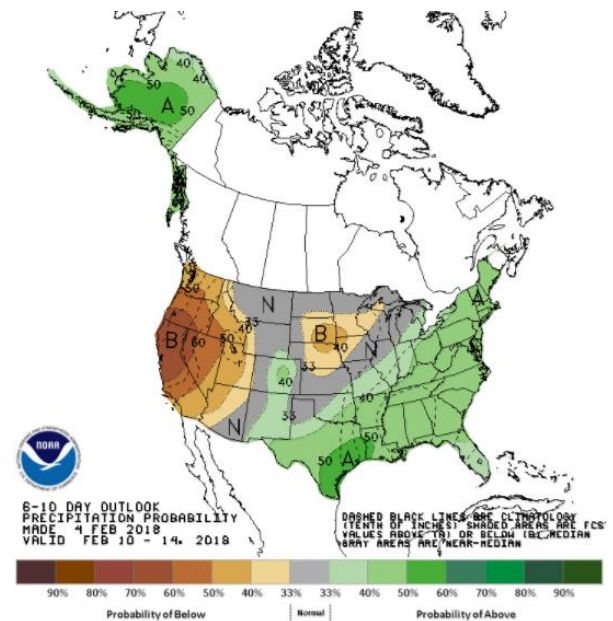 40
50
40
A
50
50
50
N
33
A
40
B
60
50
B
40
N
33
40
33
N
50
50
A
NOAA
6-10 DAY OUTLOOK
PRECIPITATION PROBABILITY
MADE 4 FEB 2018
VALID FEB 10 - 14, 2018
DASHED BLACK LINES ARE CLIMATOLOGY
(TENTH OF INCHES) SHADED AREAS ARE FCST
VALUES ABOVE (A) OR BELOW (B) MEDIAN
GRAY AREAS ARE NEAR-MEDIAN
90% 80% 70% 60% 50% 40% 33% 33% 40% 50% 60% 70% 80% 90%
Probability of Below Normal Probability of Above